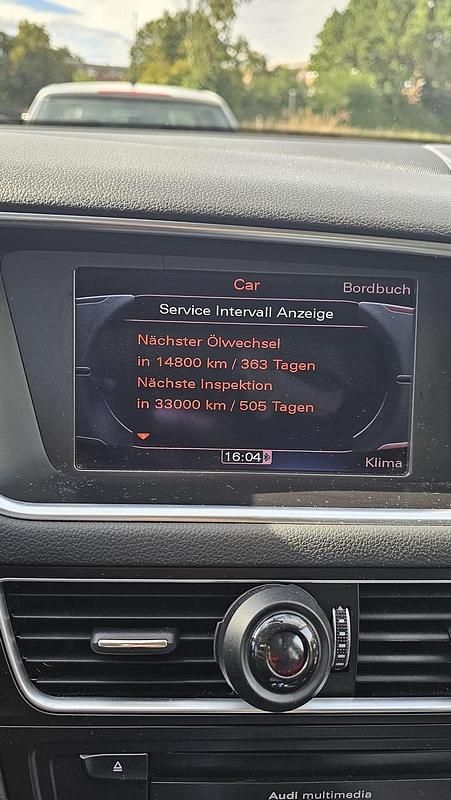 Car
Bordbuch
Service Intervall Anzeige
Nächster Ölwechsel
in 14800 km / 363 Tagen
Nächste Inspektion
in 33000 km / 505 Tagen
16:04
Klima
Audi multimedia